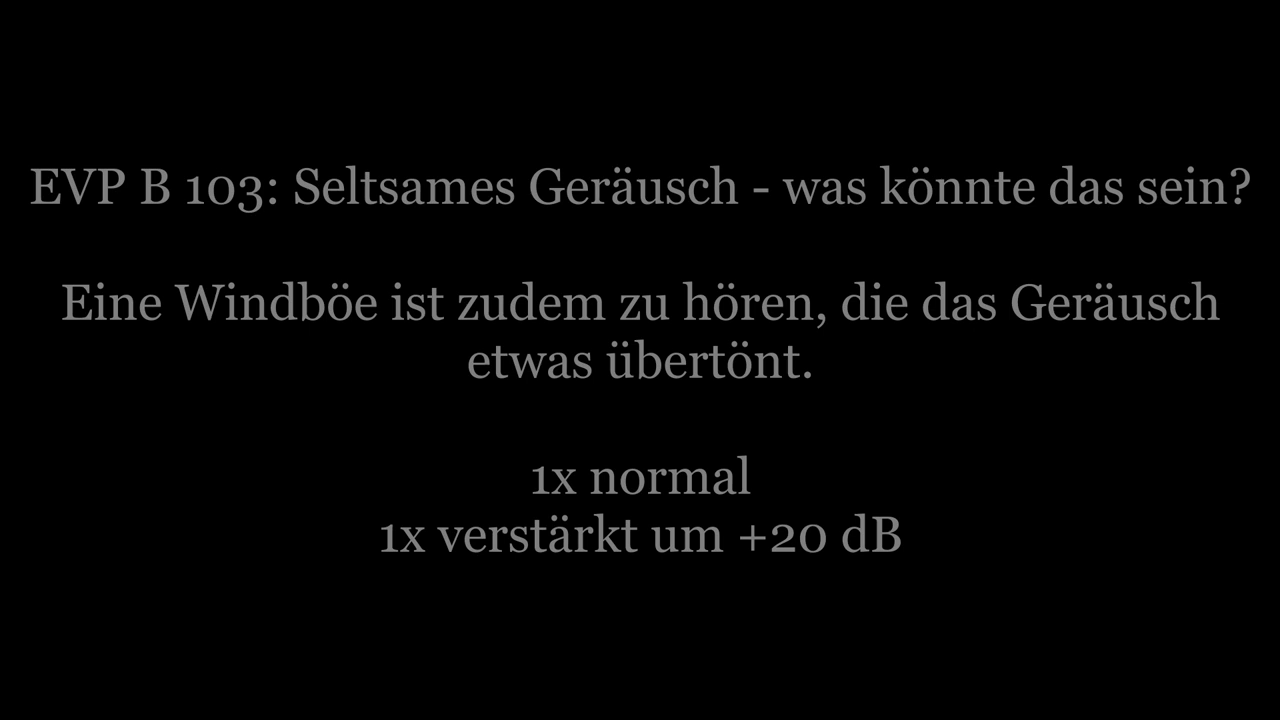 EVP B 103: Seltsames Geräusch - was könnte das sein?
Eine Windböe ist zudem zu hören, die das Geräusch
etwas übertönt.
1x normal
1x verstärkt um +20 dB